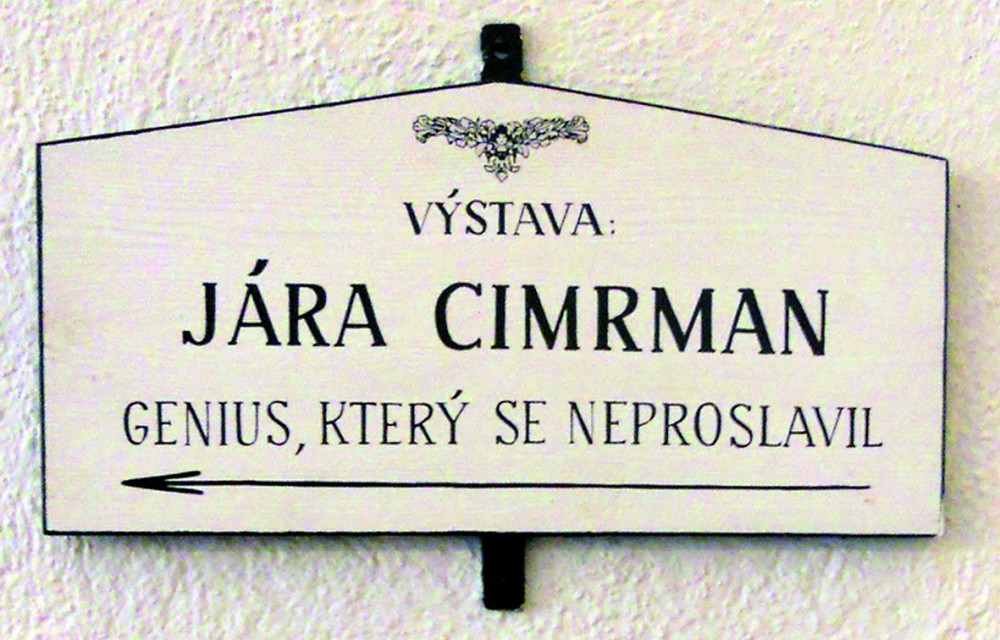 VÝSTAVA:
JÁRA CIMRMAN
GENIUS, KTERÝ SE NEPROSLAVIL